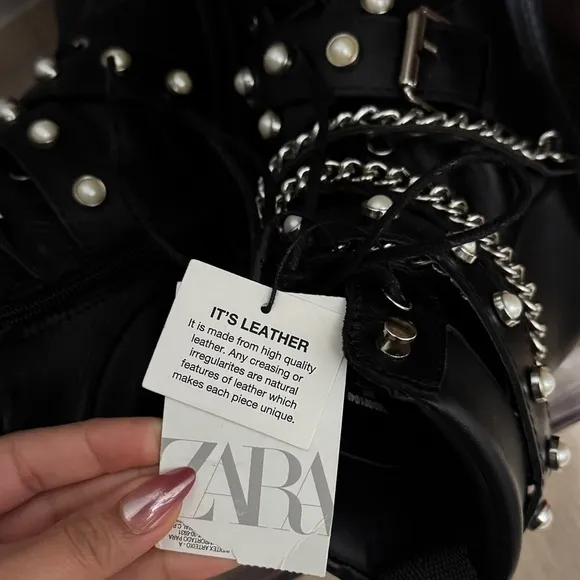 IT'S LEATHER
It is made from high quality
leather. Any creasing or
irregularites are natural
features of leather which
makes each piece unique.
ZARA